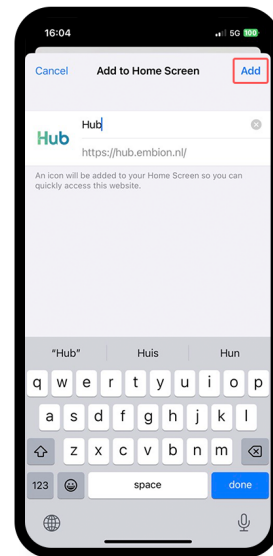 16:04 5G 100
Cancel Add to Home Screen Add
Hub
Hub
https://hub.embion.nl/
An icon will be added to your Home Screen so you can
quickly access this website.
“Hub” Huis Hun
q w e r t y u i o p
a s d f g h j k l
z x c v b n m
123 space done